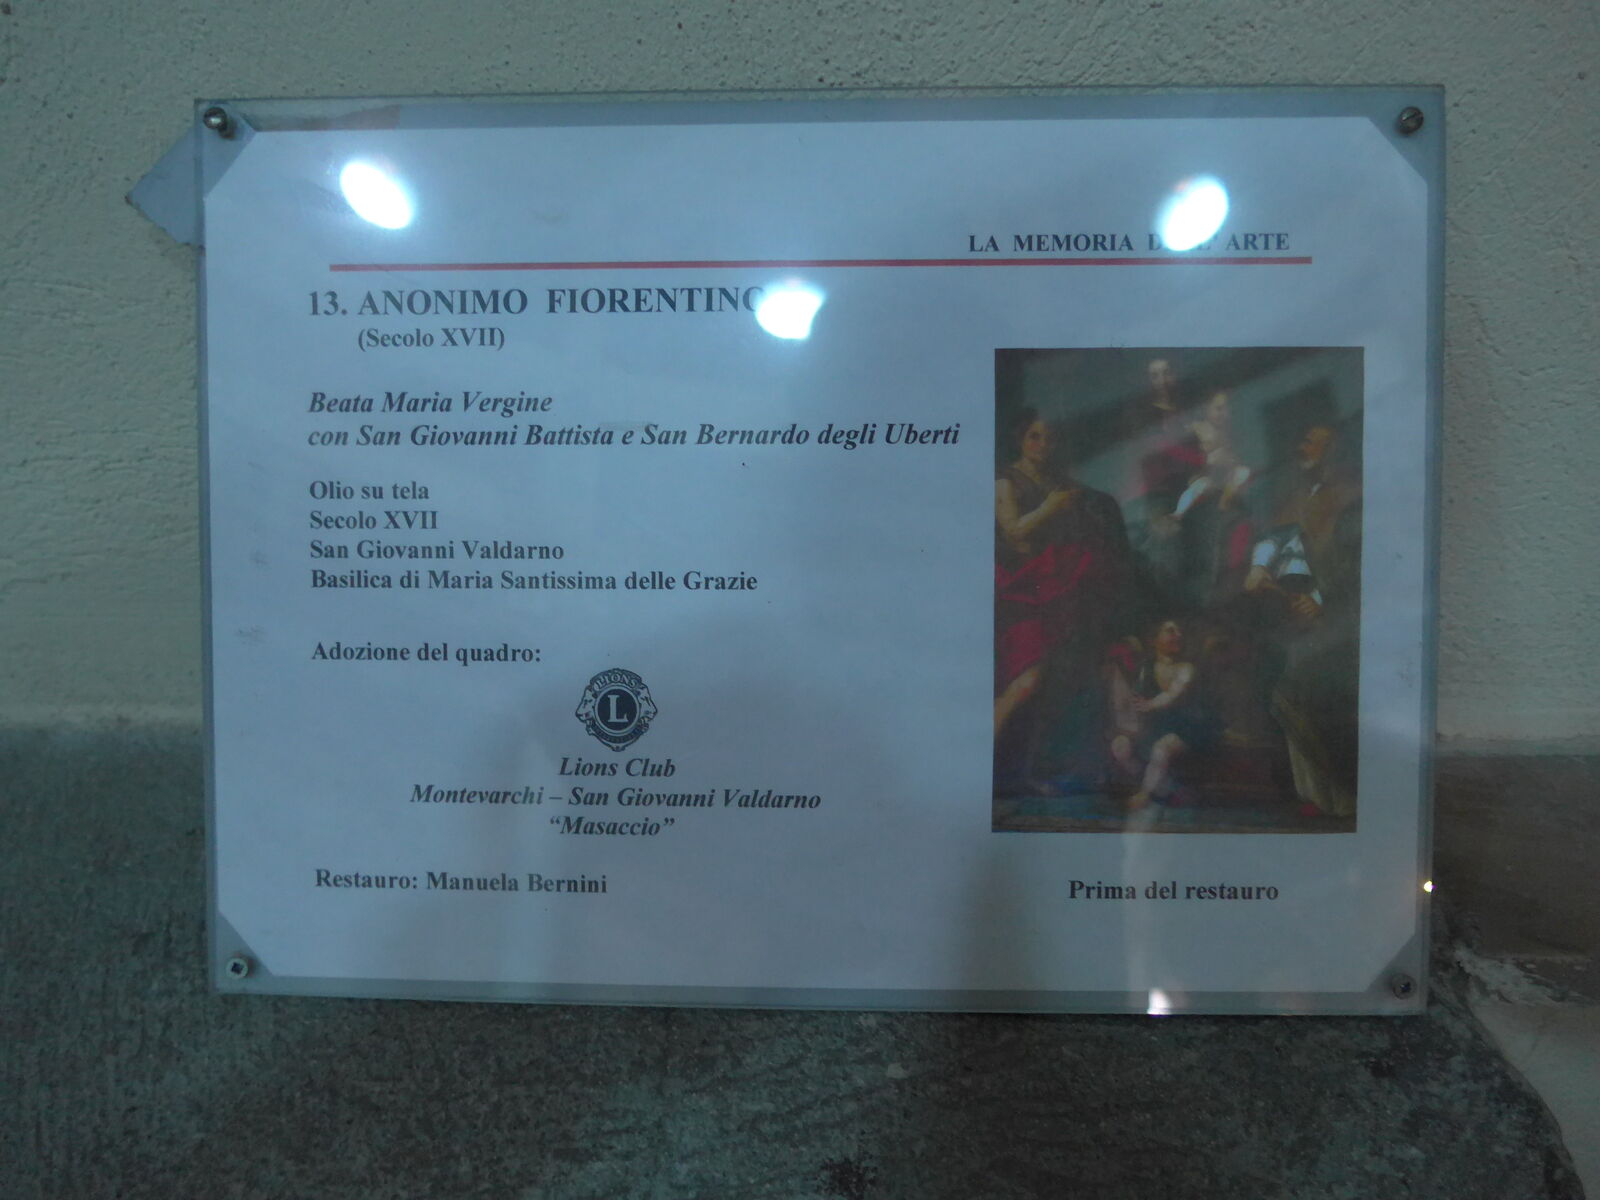 LA MEMORIA ARTE
13. ANONIMO FIORENTINO
(Secolo XVII)
Beata Maria Vergine
con San Giovanni Battista e San Bernardo degli Uberti
Olio su tela
Secolo XVII
San Giovanni Valdarno
Basilica di Maria Santissima delle Grazie
Adozione del quadro:
LIONS
L
Lions Club
Montevarchi – San Giovanni Valdarno
“Masaccio”
Restauro: Manuela Bernini
Prima del restauro